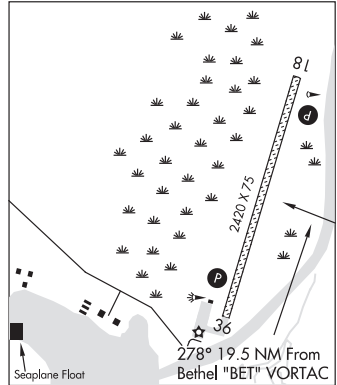 18
P
2420 X 75
P
36
278° 19.5 NM From
Bethel "BET" VORTAC
Seaplane Float